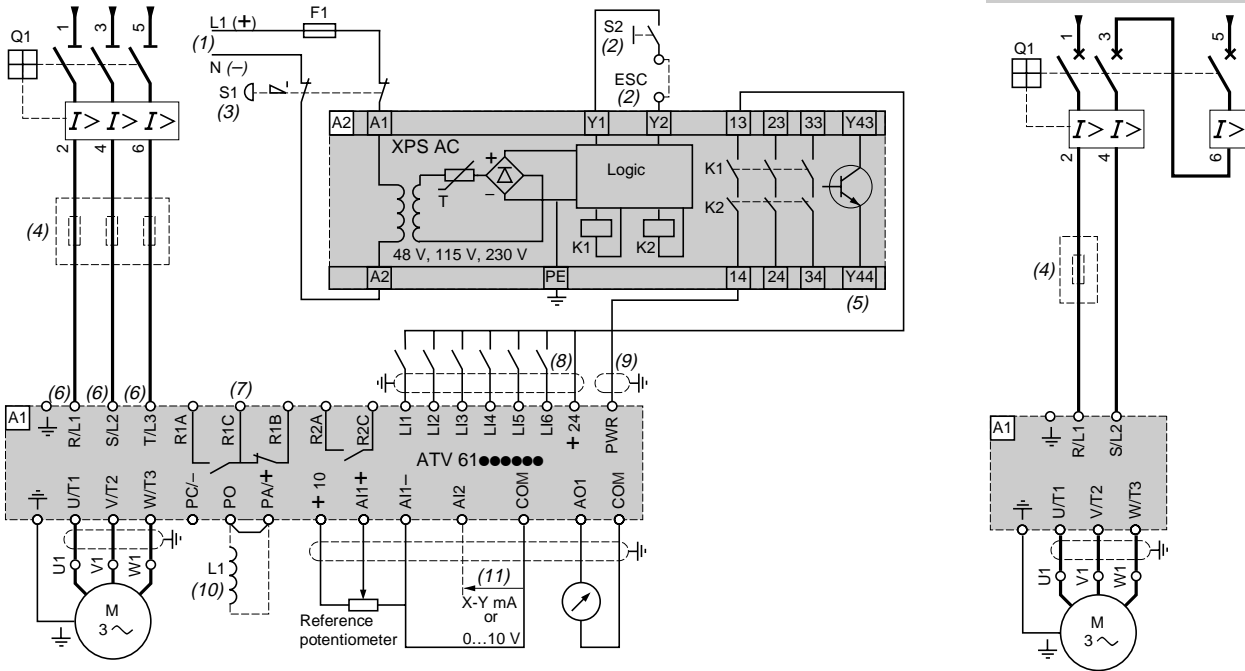 1 3 5
Q1
I> I> I>
2 4 6
(4)
L1 (+)
F1
(1)
N (–)
S1
(3)
S2
(2)
ESC
(2)
A2 A1 Y1 Y2 13 23 33 Y43
XPS AC
+
–
T
Logic
K1
K2
K1 K2
48 V, 115 V, 230 V
A2 PE 14 24 34 Y44
(5)
(6) (6) (6) (7) (8) (9)
A1
R/L1 S/L2 T/L3 R1A R1C R1B R2A R2C LI1 LI2 LI3 LI4 LI5 LI6 +24 PWR
ATV 61●●●●●●
U/T1 V/T2 W/T3 PC/– PO PA/+ +10 AI1+ AI1– AI2 COM AO1 COM
U1 V1 W1
M
3
L1
(10)
Reference
potentiometer
(11)
X-Y mA
or
0…10 V
1 3 5
Q1
I> I> I>
2 4 6
(4)
A1
R/L1 S/L2
U/T1 V/T2 W/T3
U1 V1 W1
M
3